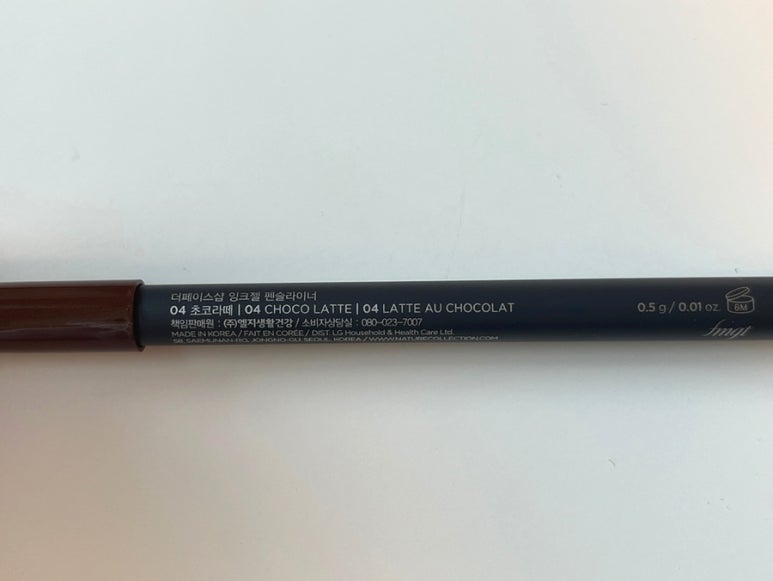 더페이스샵 잉크젤 펜슬라이너
04 초코라떼 | 04 CHOCO LATTE | 04 LATTE AU CHOCOLAT
책임판매원 : (주)엘지생활건강 / 소비자상담실 : 080-023-7007
MADE IN KOREA / FAIT EN CORÉE / DIST. LG Household & Health Care Ltd.
58, SAEMUNAN-RO, JONGNO-GU, SEOUL, KOREA / WWW.NATURECOLLECTION.COM
0.5 g / 0.01 oz.
6M
fmgt